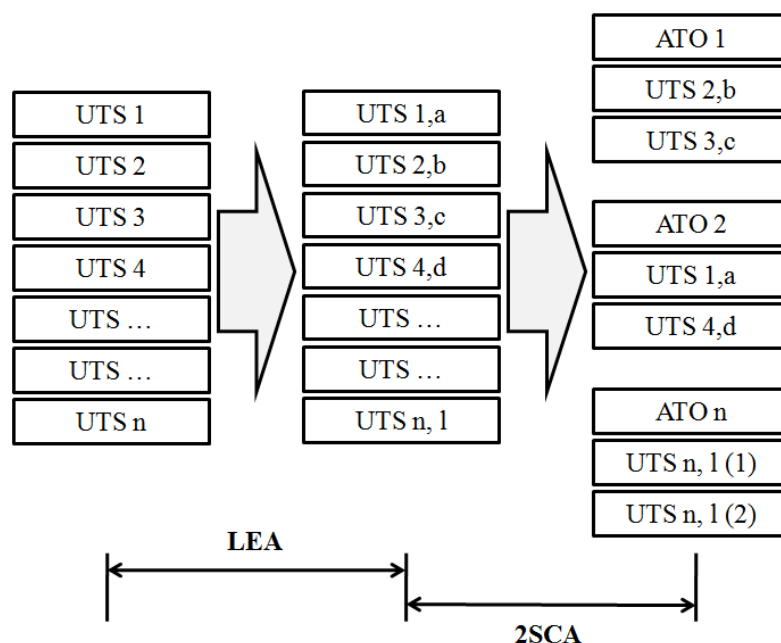 UTS 1
UTS 2
UTS 3
UTS 4
UTS …
UTS …
UTS n
UTS 1,a
UTS 2,b
UTS 3,c
UTS 4,d
UTS …
UTS …
UTS n, l
ATO 1
UTS 2,b
UTS 3,c
ATO 2
UTS 1,a
UTS 4,d
ATO n
UTS n, l (1)
UTS n, l (2)
LEA
2SCA